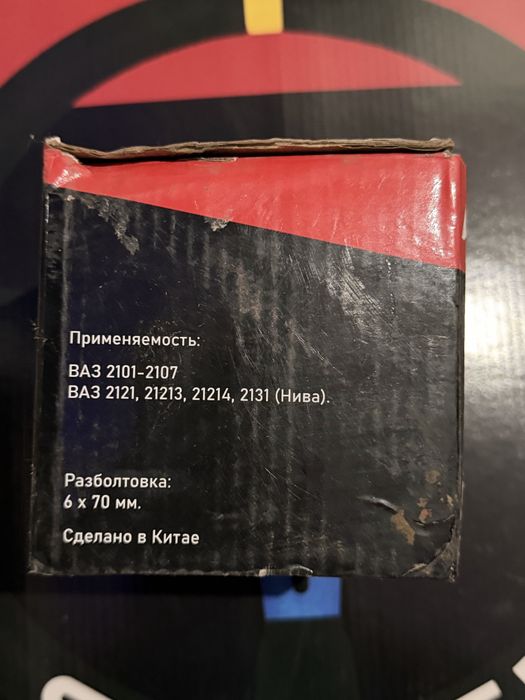 Применяемость:
ВАЗ 2101-2107
ВАЗ 2121, 21213, 21214, 2131 (Нива).
Разболтовка:
6 x 70 мм.
Сделано в Китае